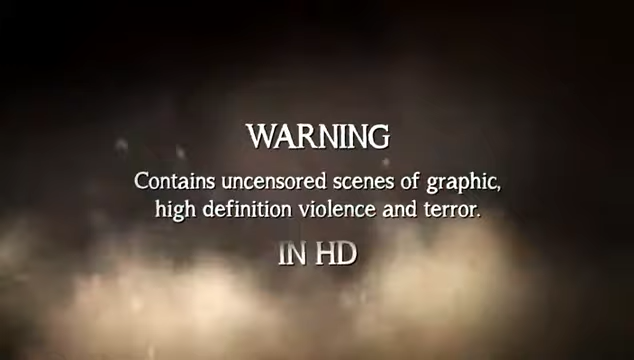 WARNING
Contains uncensored scenes of graphic,
high definition violence and terror.
IN HD